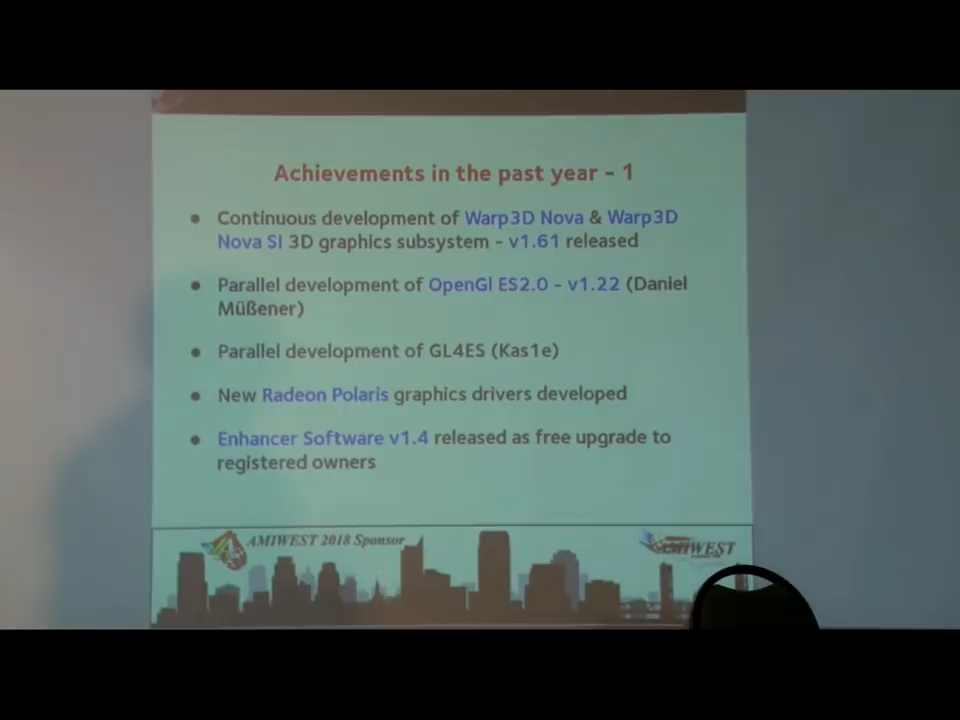 Achievements in the past year - 1
● Continuous development of Warp3D Nova & Warp3D
Nova SI 3D graphics subsystem - v1.61 released
● Parallel development of OpenGl ES2.0 - v1.22 (Daniel
Müßener)
● Parallel development of GL4ES (Kas1e)
● New Radeon Polaris graphics drivers developed
● Enhancer Software v1.4 released as free upgrade to
registered owners
AMIWEST 2018 Sponsor
AMIWEST